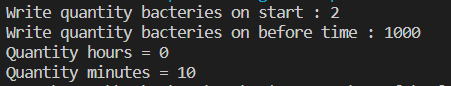 Write quantity bacteries on start : 2
Write quantity bacteries on before time : 1000
Quantity hours = 0
Quantity minutes = 10